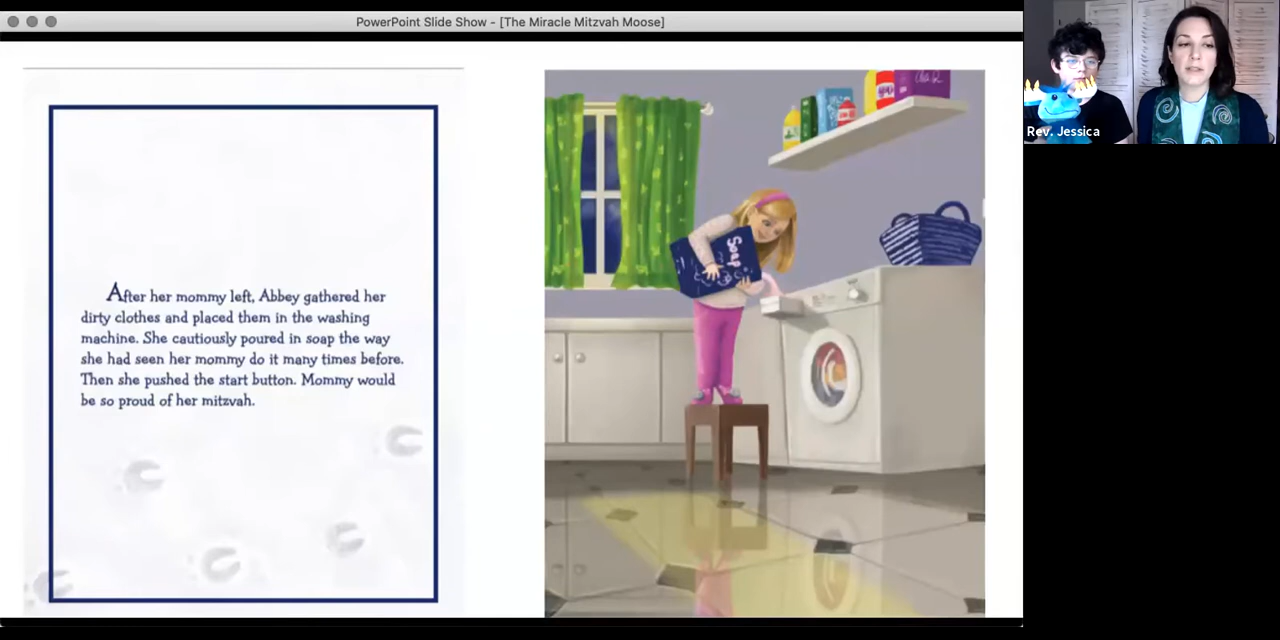 PowerPoint Slide Show - [The Miracle Mitzvah Moose]
After her mommy left, Abbey gathered her
dirty clothes and placed them in the washing
machine. She cautiously poured in soap the way
she had seen her mommy do it many times before.
Then she pushed the start button. Mommy would
be so proud of her mitzvah.
Soap
Rev. Jessica